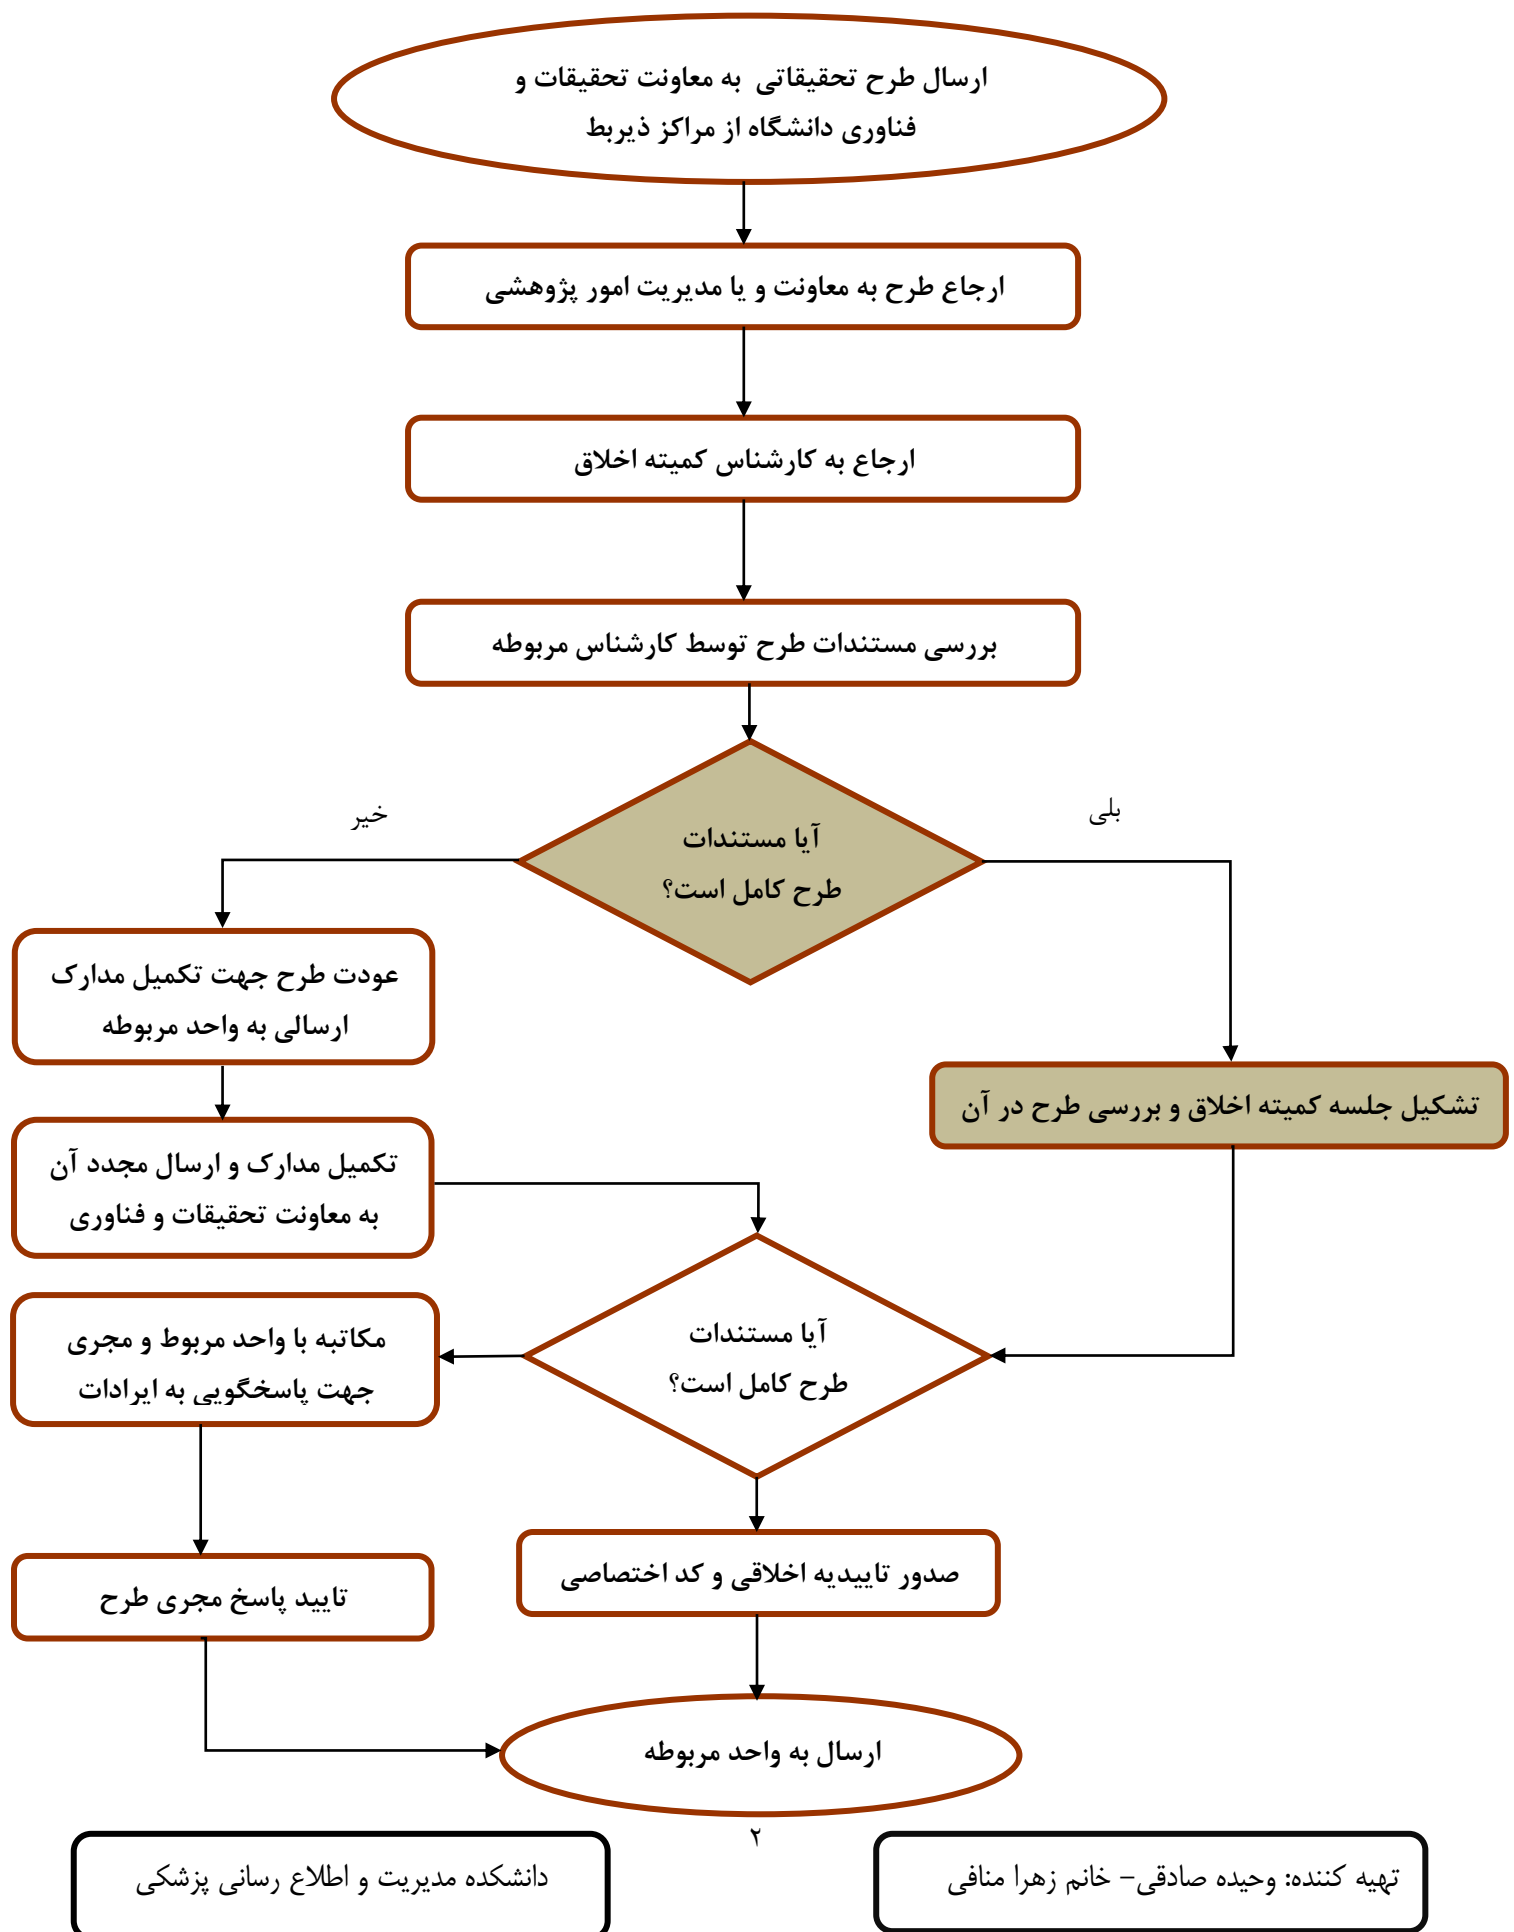 ارسال طرح تحقیقاتی به معاونت تحقیقات و
فناوری دانشگاه از مراکز ذیربط
ارجاع طرح به معاونت و یا مدیریت امور پژوهشی
ارجاع به کارشناس کمیته اخلاق
بررسی مستندات طرح توسط کارشناس مربوطه
بلی
خیر
آیا مستندات
طرح کامل است؟
عودت طرح جهت تکمیل مدارک
ارسالی به واحد مربوطه
تشکیل جلسه کمیته اخلاق و بررسی طرح در آن
تکمیل مدارک و ارسال مجدد آن
به معاونت تحقیقات و فناوری
آیا مستندات
طرح کامل است؟
مکاتبه با واحد مربوط و مجری
جهت پاسخگویی به ایرادات
صدور تاییدیه اخلاقی و کد اختصاصی
تایید پاسخ مجری طرح
ارسال به واحد مربوطه
۲
تهیه کننده: وحیده صادقی- خانم زهرا منافی
دانشکده مدیریت و اطلاع رسانی پزشکی